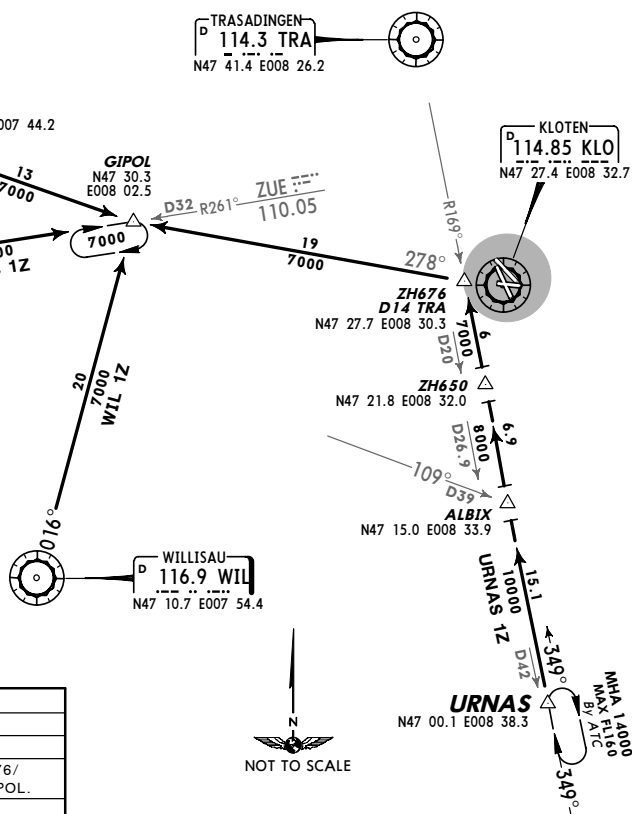 TRASADINGEN
D 114.3 TRA
N47 41.4 E008 26.2
007 44.2
KLOTEN
D 114.85 KLO
N47 27.4 E008 32.7
GIPOL
N47 30.3
E008 02.5
13
7000
D32 R261°
ZUE
110.05
R169°
7000
00
1Z
19
7000
278°
ZH676
D14 TRA
N47 27.7 E008 30.3
6
7000
D20
ZH650
N47 21.8 E008 32.0
20
7000
WIL 1Z
6.9
8000
D26.9
109°
D39
ALBIX
N47 15.0 E008 33.9
016°
WILLISAU
D 116.9 WIL
N47 10.7 E007 54.4
15.1
10000
URNAS 1Z
D42
349°
MHA 14000
MAX FL160
By ATC
URNAS
N47 00.1 E008 38.3
349°
N
NOT TO SCALE
76/
POL.